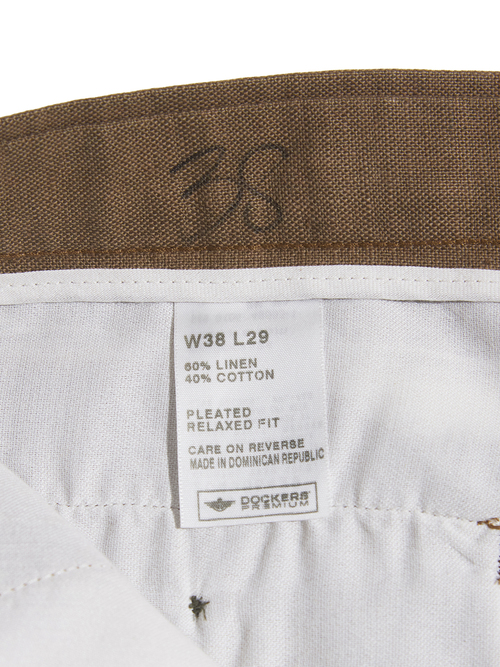 38
W38 L29
60% LINEN
40% COTTON
PLEATED
RELAXED FIT
CARE ON REVERSE
MADE IN DOMINICAN REPUBLIC
DOCKERS®
PREMIUM